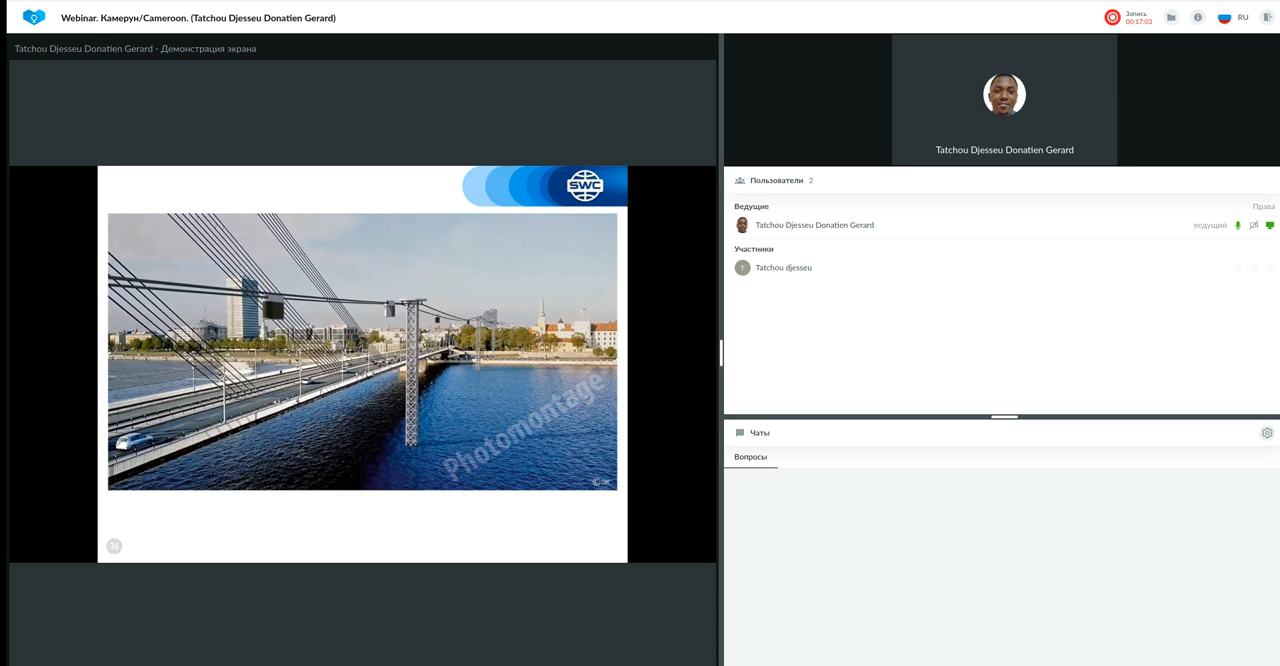 Webinar. Камерун/Cameroon. (Tatchou Djesseu Donatien Gerard)
Запись
00:17:03
RU
Tatchou Djesseu Donatien Gerard - Демонстрация экрана
SWC
Photomontage
36
Tatchou Djesseu Donatien Gerard
Пользователи 2
Ведущие Права
Tatchou Djesseu Donatien Gerard ведущий
Участники
T Tatchou djesseu
Чаты
Вопросы